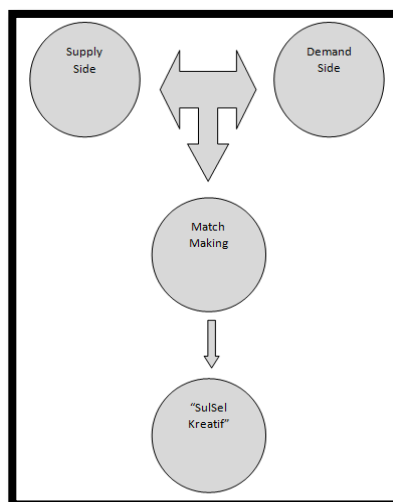 Supply
Side
Demand
Side
Match
Making
“SulSel
Kreatif”